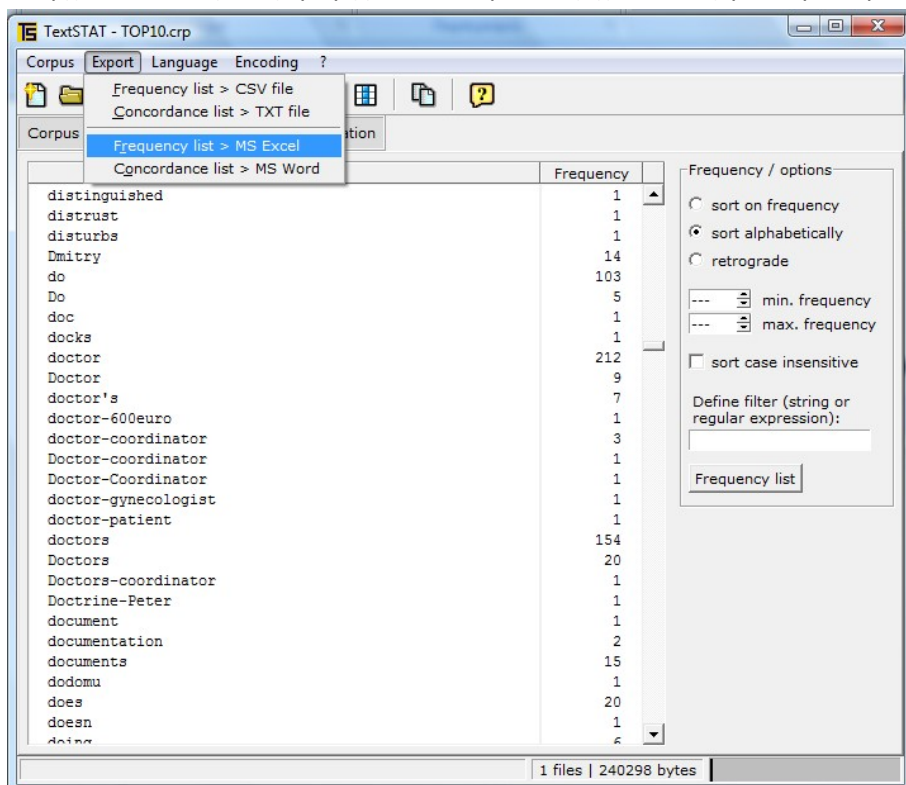 TextSTAT - TOP10.crp
Corpus Export Language Encoding ?
Frequency list > CSV file
Concordance list > TXT file
Frequency list > MS Excel
Concordance list > MS Word
Corpus
Frequency
distinguished 1
distrust 1
disturbs 1
Dmitry 14
do 103
Do 5
doc 1
docks 1
doctor 212
Doctor 9
doctor's 7
doctor-600euro 1
doctor-coordinator 3
Doctor-coordinator 1
Doctor-Coordinator 1
doctor-gynecologist 1
doctor-patient 1
doctors 154
Doctors 20
Doctors-coordinator 1
Doctrine-Peter 1
document 1
documentation 2
documents 15
dodomu 1
does 20
doesn 1
doing 6
Frequency / options
sort on frequency
sort alphabetically
retrograde
--- min. frequency
--- max. frequency
sort case insensitive
Define filter (string or
regular expression):
Frequency list
1 files | 240298 bytes